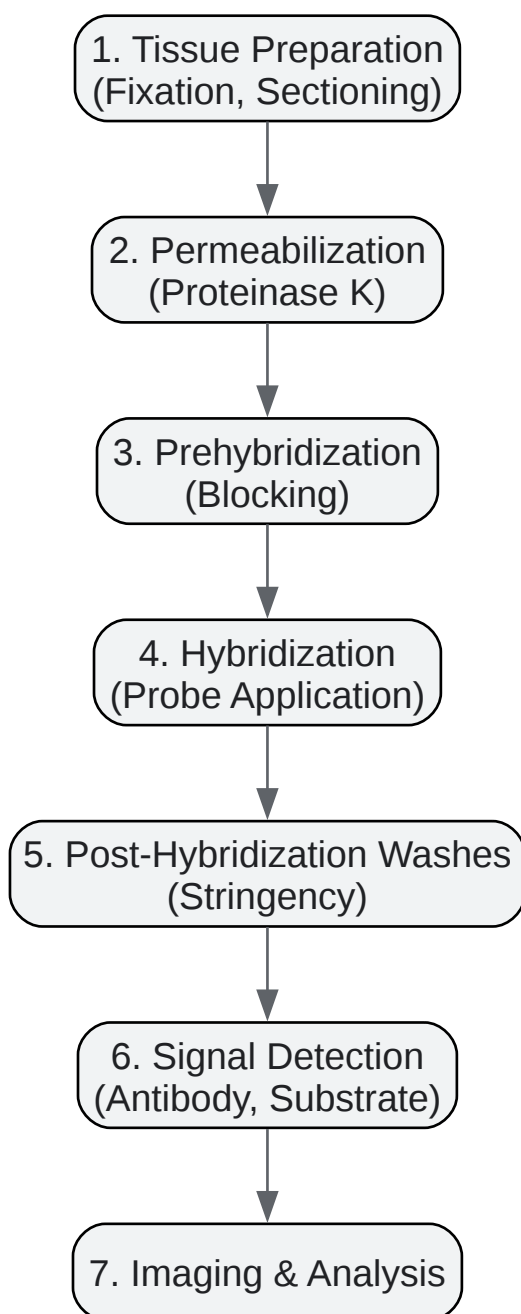 1. Tissue Preparation
(Fixation, Sectioning)
2. Permeabilization
(Proteinase K)
3. Prehybridization
(Blocking)
4. Hybridization
(Probe Application)
5. Post-Hybridization Washes
(Stringency)
6. Signal Detection
(Antibody, Substrate)
7. Imaging & Analysis